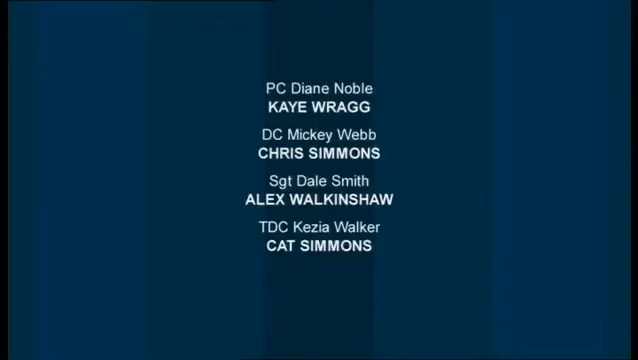 PC Diane Noble
KAYE WRAGG
DC Mickey Webb
CHRIS SIMMONS
Sgt Dale Smith
ALEX WALKINSHAW
TDC Kezia Walker
CAT SIMMONS